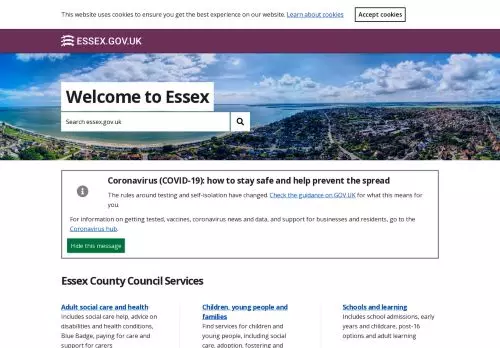 This website uses cookies to ensure you get the best experience on our website. Learn about cookies
Accept cookies
ESSEX.GOV.UK
Welcome to Essex
Search essex.gov.uk
Coronavirus (COVID-19): how to stay safe and help prevent the spread
The rules around testing and self-isolation have changed. Check the guidance on GOV.UK for what this means for
you.
For information on getting tested, vaccines, coronavirus news and data, and support for businesses and residents, go to the
Coronavirus hub.
Hide this message
Essex County Council Services
Adult social care and health
Includes social care help, advice on
disabilities and health conditions,
Blue Badge, paying for care and
support for carers
Children, young people and
families
Find services for children and
young people, including social
care, adoption, fostering and
Schools and learning
Includes school admissions, early
years and childcare, post-16
options and adult learning